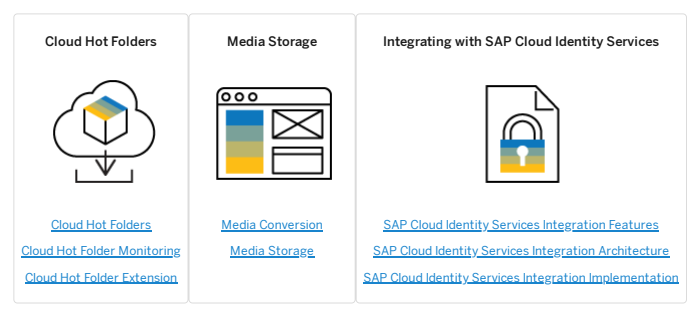 Cloud Hot Folders
Cloud Hot Folders
Cloud Hot Folder Monitoring
Cloud Hot Folder Extension
Media Storage
Media Conversion
Media Storage
Integrating with SAP Cloud Identity Services
SAP Cloud Identity Services Integration Features
SAP Cloud Identity Services Integration Architecture
SAP Cloud Identity Services Integration Implementation